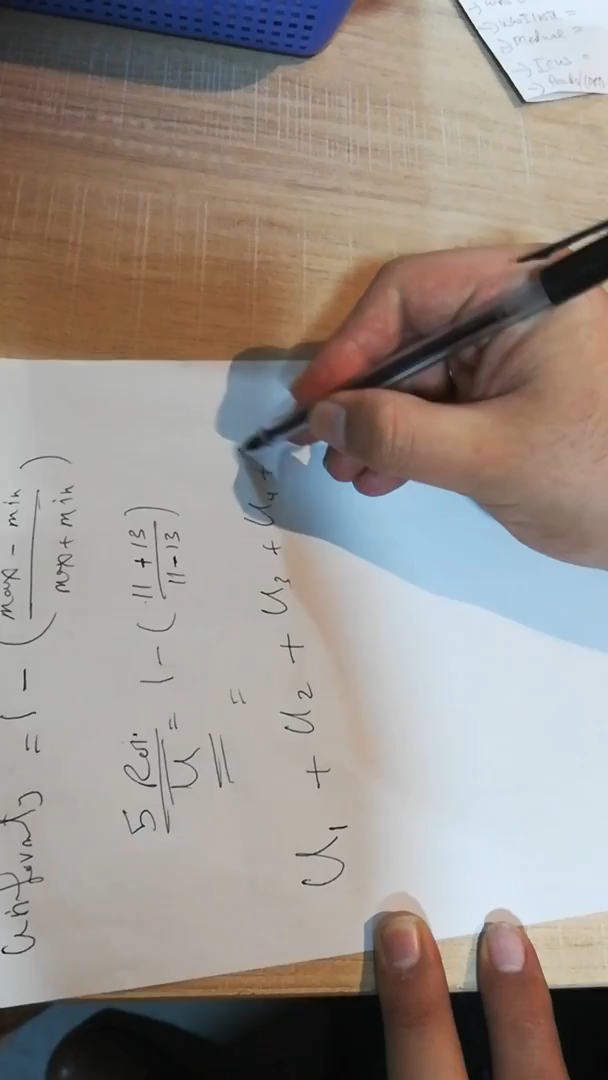 uniformity = 1 - (max - min / max + min)
5 Roi
U = 1 - (11 + 13 / 11 - 13)
=
U1 + U2 + U3 + U4 +